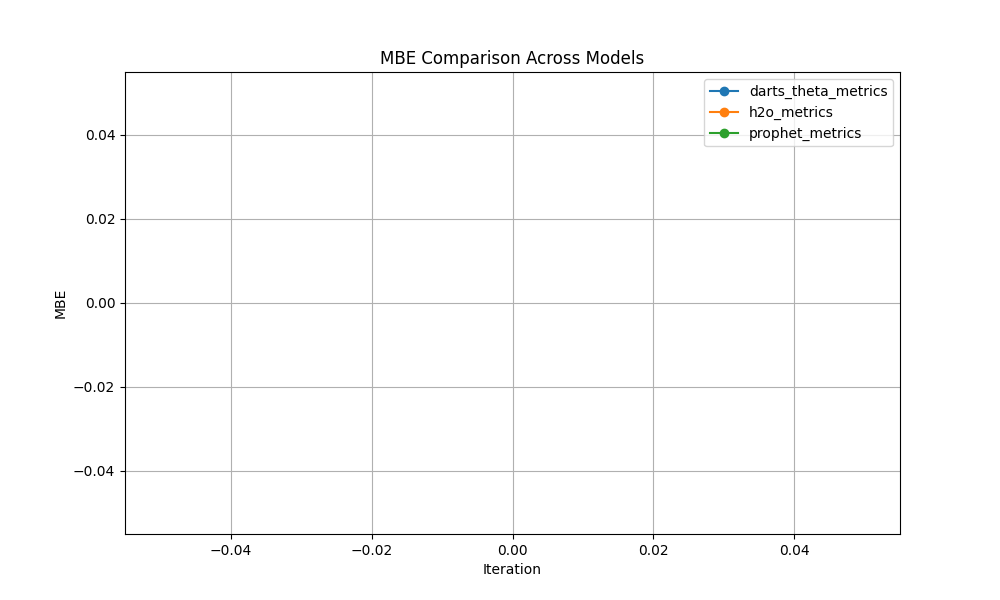 MBE Comparison Across Models
darts_theta_metrics
h2o_metrics
prophet_metrics
0.04
0.02
0.00
−0.02
−0.04
MBE
−0.04
−0.02
0.00
0.02
0.04
Iteration